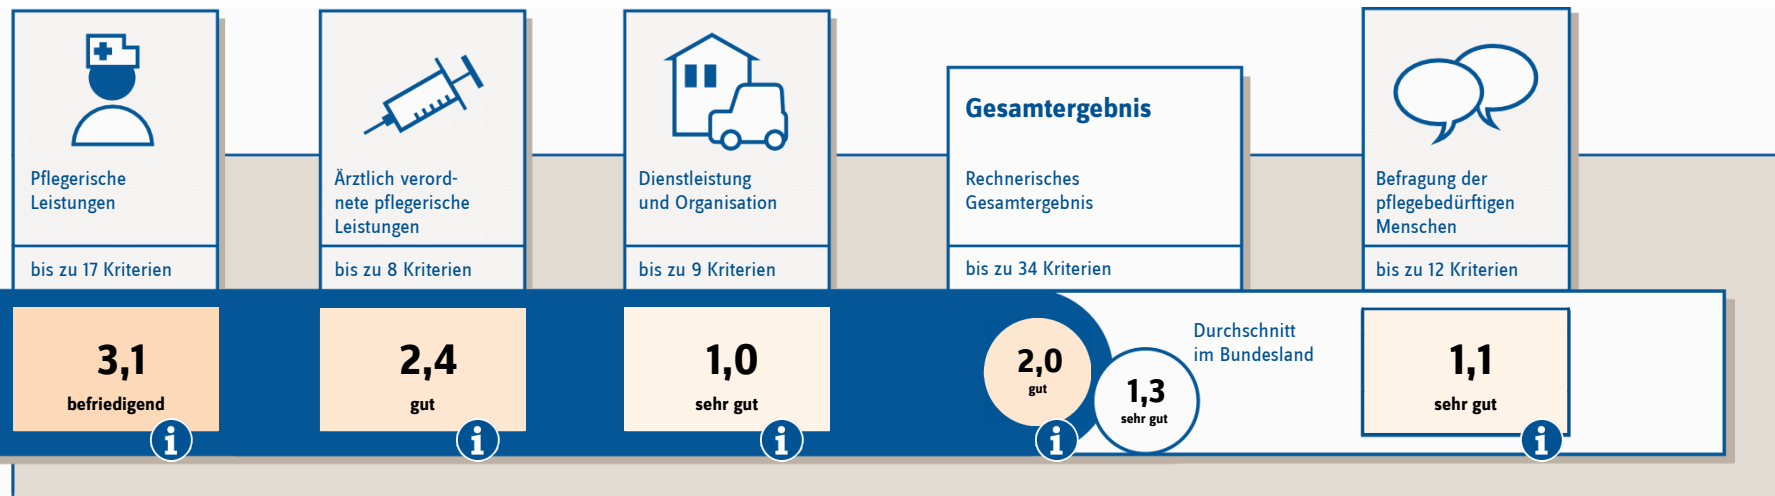 Pflegerische
Leistungen
bis zu 17 Kriterien
3,1
befriedigend
i
Ärztlich verord-
nete pflegerische
Leistungen
bis zu 8 Kriterien
2,4
gut
i
Dienstleistung
und Organisation
bis zu 9 Kriterien
1,0
sehr gut
i
Gesamtergebnis
Rechnerisches
Gesamtergebnis
bis zu 34 Kriterien
2,0
gut
i
1,3
sehr gut
Durchschnitt
im Bundesland
Befragung der
pflegebedürftigen
Menschen
bis zu 12 Kriterien
1,1
sehr gut
i